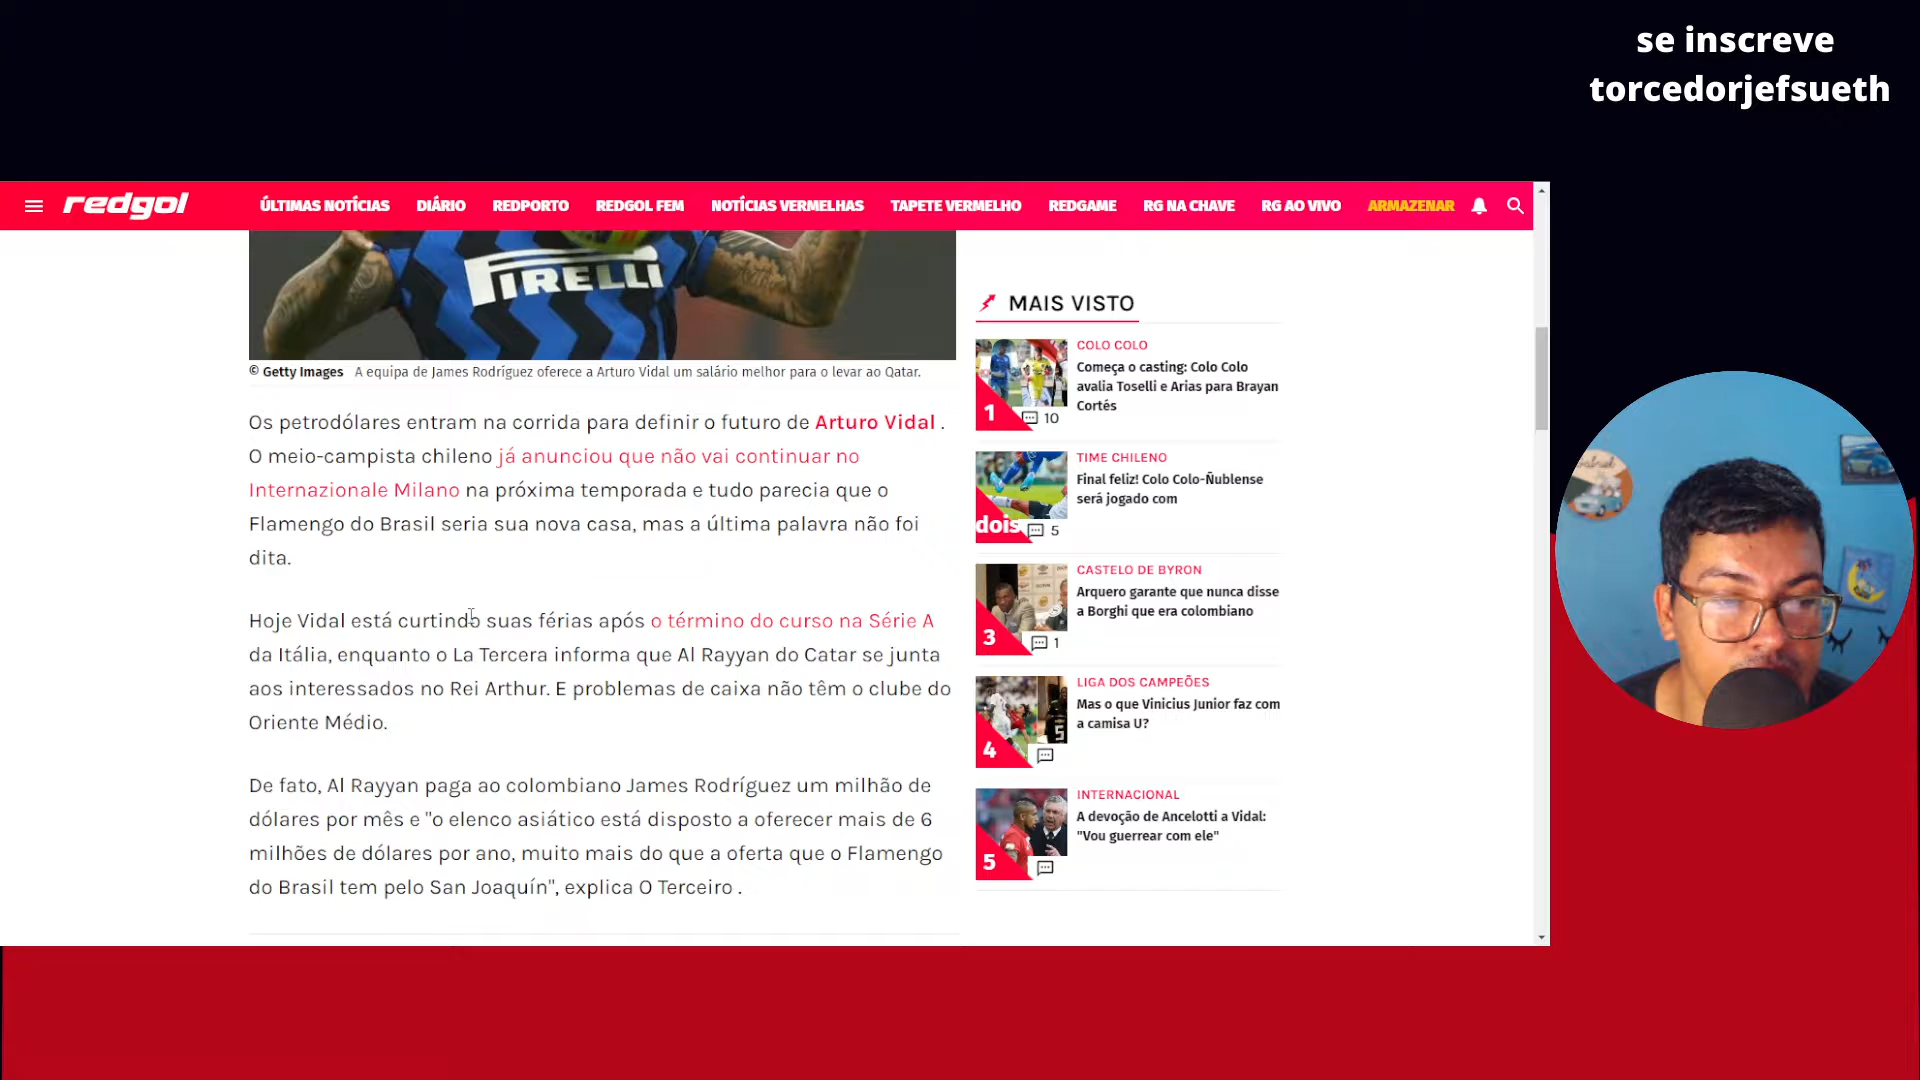 se inscreve
torcedorjefsueth
redgol
ÚLTIMAS NOTÍCIAS DIÁRIO REDPORTO REDGOL FEM NOTÍCIAS VERMELHAS TAPETE VERMELHO REDGAME RG NA CHAVE RG AO VIVO ARMAZENAR
PIRELLI
© Getty Images A equipa de James Rodríguez oferece a Arturo Vidal um salário melhor para o levar ao Qatar.
Os petrodólares entram na corrida para definir o futuro de Arturo Vidal .
O meio-campista chileno já anunciou que não vai continuar no
Internazionale Milano na próxima temporada e tudo parecia que o
Flamengo do Brasil seria sua nova casa, mas a última palavra não foi
dita.
Hoje Vidal está curtindo suas férias após o término do curso na Série A
da Itália, enquanto o La Tercera informa que Al Rayyan do Catar se junta
aos interessados no Rei Arthur. E problemas de caixa não têm o clube do
Oriente Médio.
De fato, Al Rayyan paga ao colombiano James Rodríguez um milhão de
dólares por mês e "o elenco asiático está disposto a oferecer mais de 6
milhões de dólares por ano, muito mais do que a oferta que o Flamengo
do Brasil tem pelo San Joaquín", explica O Terceiro .
MAIS VISTO
COLO COLO
Começa o casting: Colo Colo
avalia Toselli e Arias para Brayan
Cortés
1
10
TIME CHILENO
Final feliz! Colo Colo-Ñublense
será jogado com
dois
5
CASTELO DE BYRON
Arquero garante que nunca disse
a Borghi que era colombiano
3
1
LIGA DOS CAMPEÕES
Mas o que Vinicius Junior faz com
a camisa U?
4
5
INTERNACIONAL
A devoção de Ancelotti a Vidal:
"Vou guerrear com ele"
5